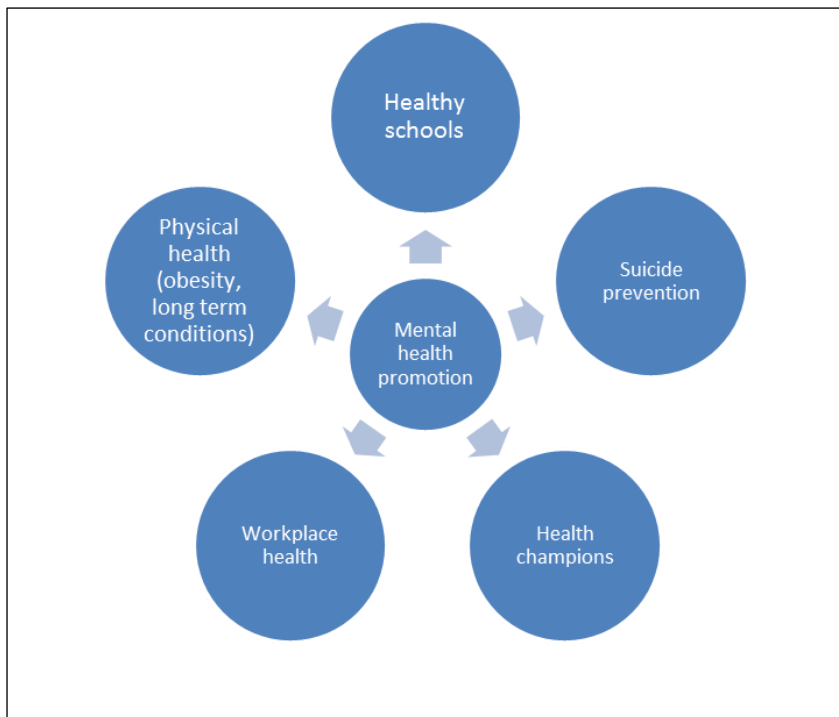 Healthy
schools
Physical
health
(obesity,
long term
conditions)
Suicide
prevention
Mental
health
promotion
Workplace
health
Health
champions